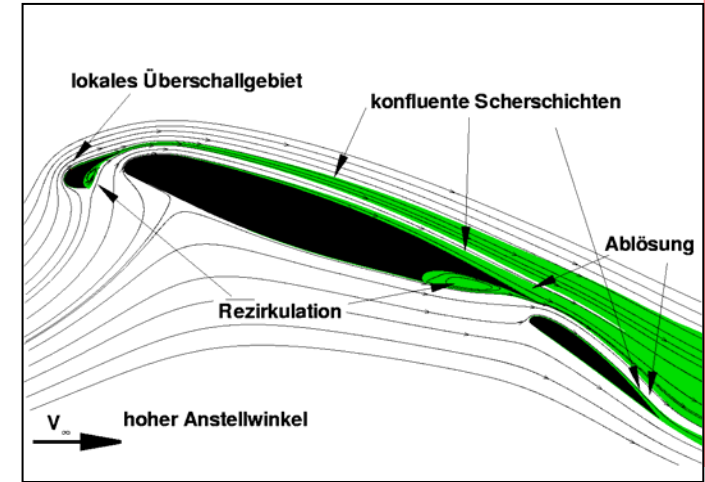 lokales Überschallgebiet
konfluente Scherschichten
Ablösung
Rezirkulation
V∞
hoher Anstellwinkel